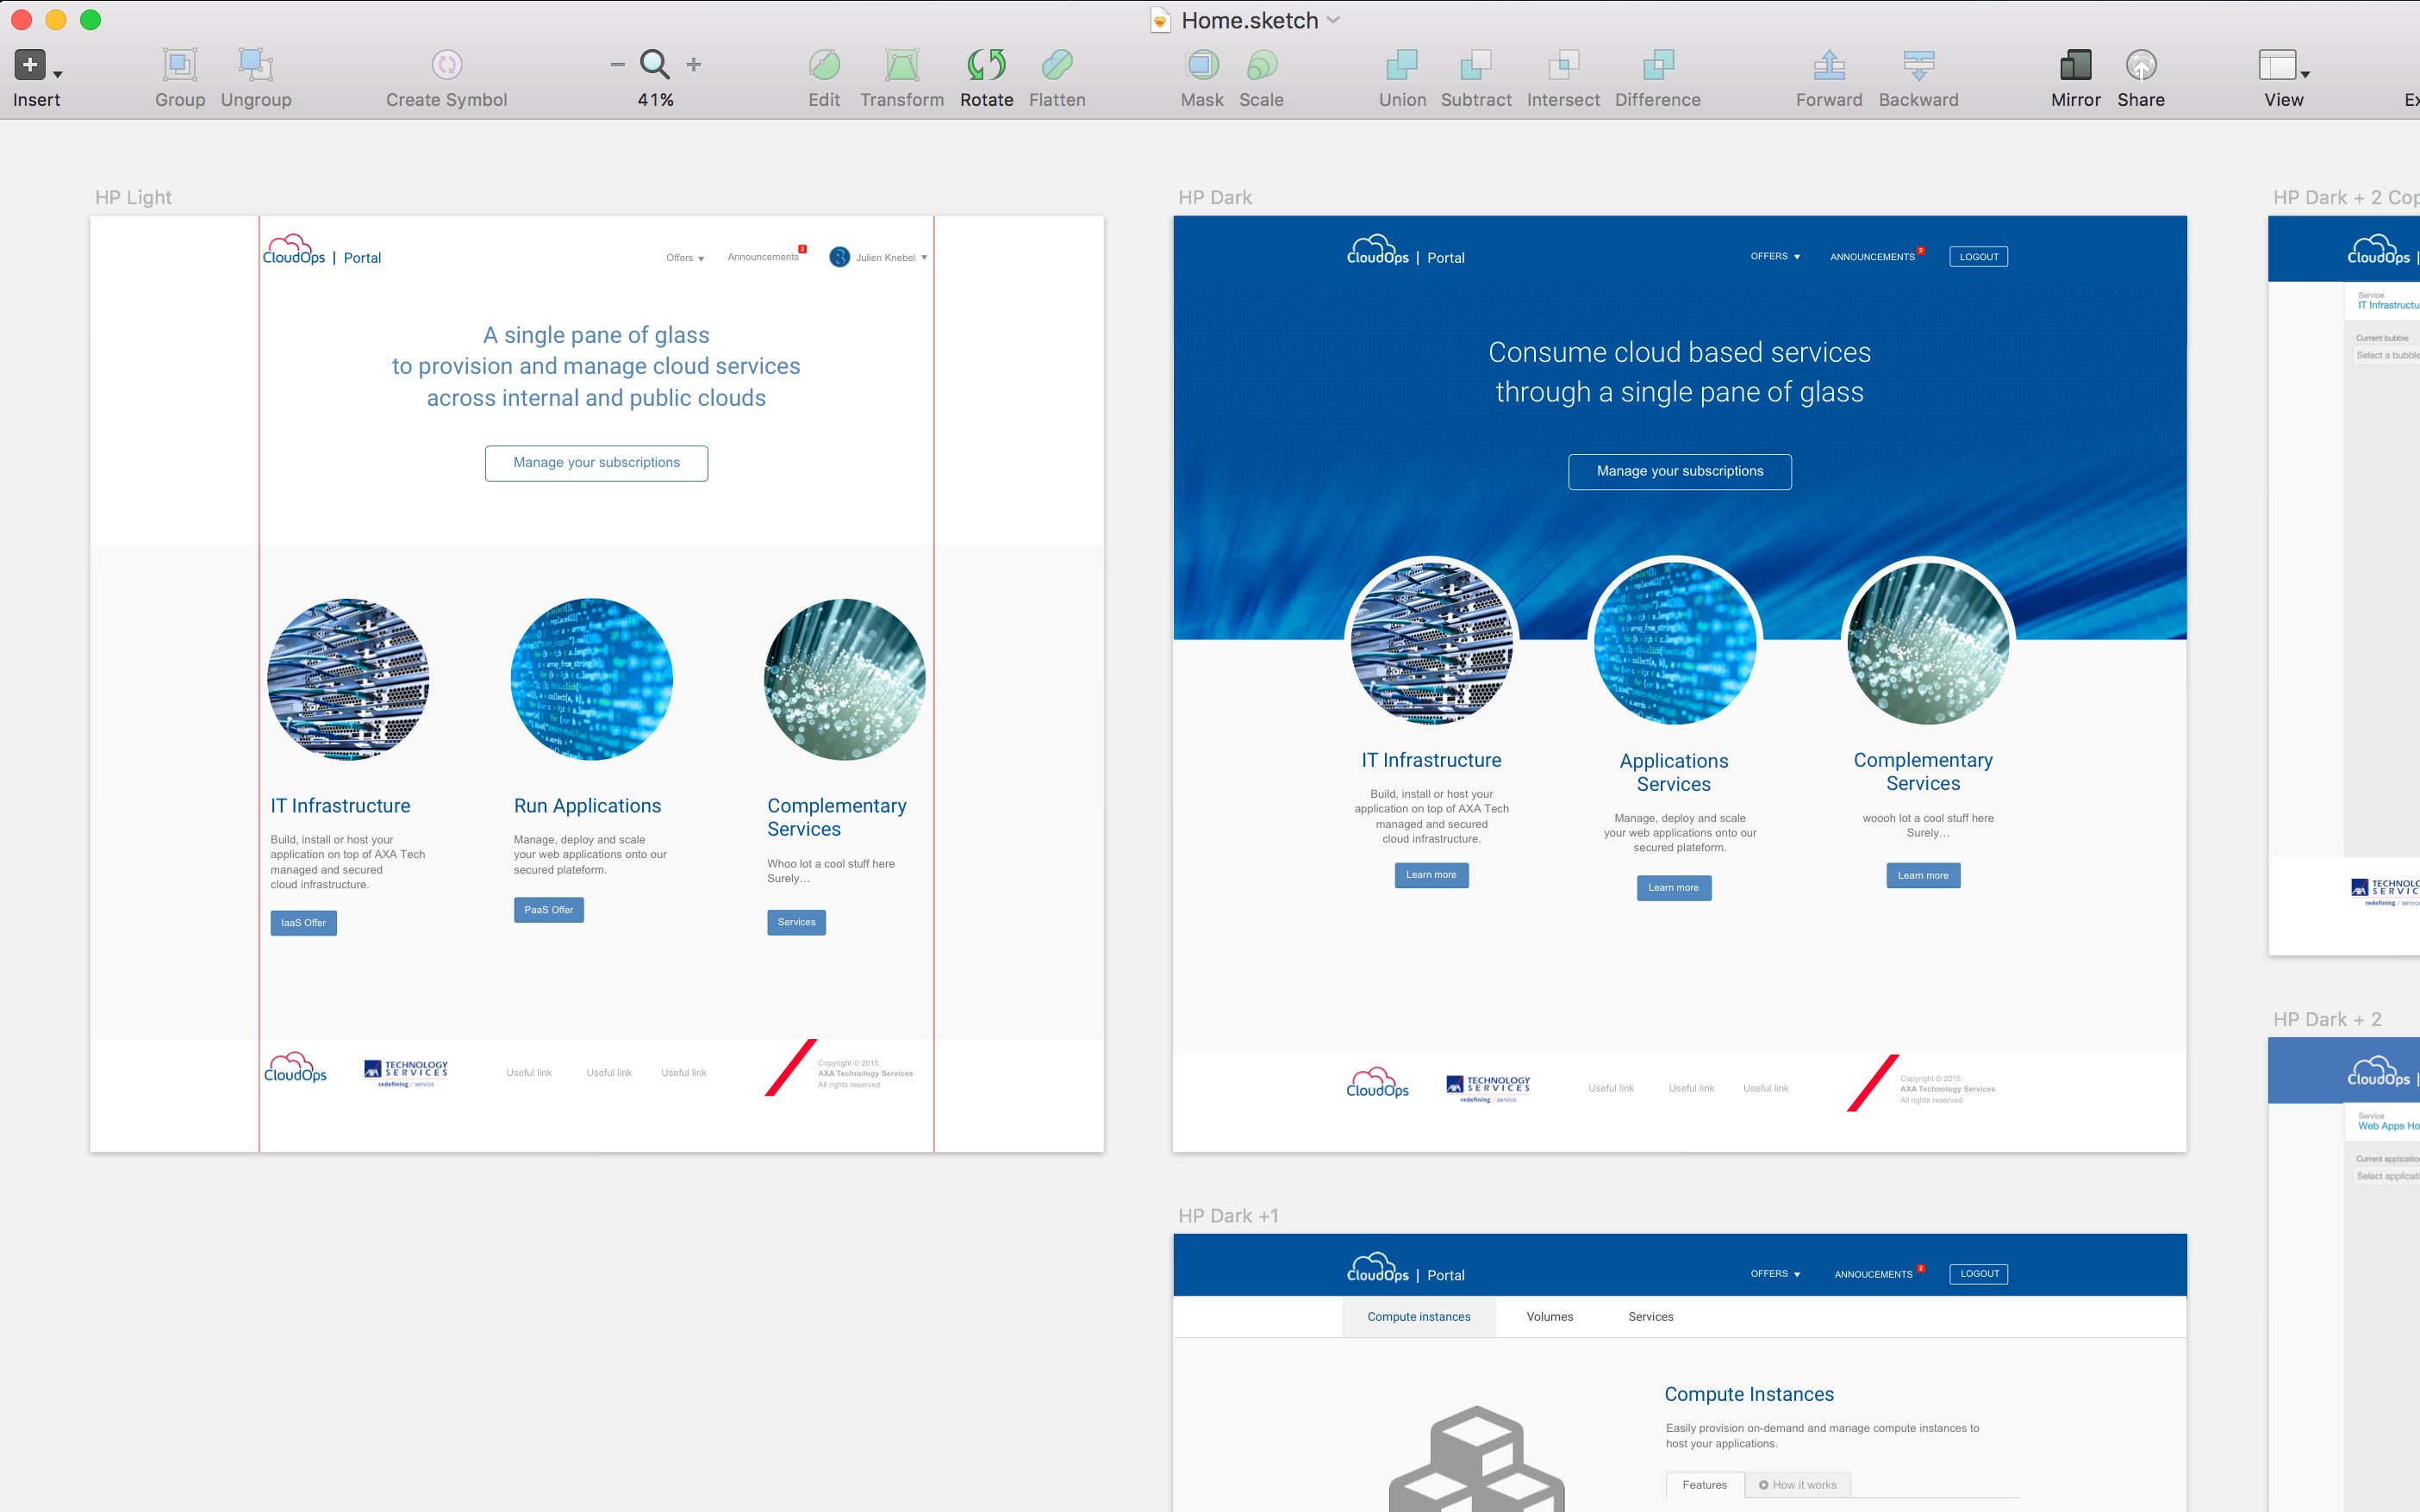 Home.sketch
Insert
Group
Ungroup
Create Symbol
41%
Edit
Transform
Rotate
Flatten
Mask
Scale
Union
Subtract
Intersect
Difference
Forward
Backward
Mirror
Share
View
Ex
HP Light
CloudOps | Portal
Offers
Announcements
2
Julien Knebel
A single pane of glass
to provision and manage cloud services
across internal and public clouds
Manage your subscriptions
IT Infrastructure
Build, install or host your
application on top of AXA Tech
managed and secured
cloud infrastructure.
IaaS Offer
Run Applications
Manage, deploy and scale
your web applications onto our
secured plateform.
PaaS Offer
Complementary
Services
Whoo lot a cool stuff here
Surely…
Services
CloudOps
AXA TECHNOLOGY
SERVICES
redefining / service
Useful link
Useful link
Useful link
Copyright © 2015
AXA Technology Services
All rights reserved
HP Dark
CloudOps | Portal
OFFERS
ANNOUNCEMENTS
2
LOGOUT
Consume cloud based services
through a single pane of glass
Manage your subscriptions
IT Infrastructure
Build, install or host your
application on top of AXA Tech
managed and secured
cloud infrastructure.
Learn more
Applications
Services
Manage, deploy and scale
your web applications onto our
secured plateform.
Learn more
Complementary
Services
woooh lot a cool stuff here
Surely…
Learn more
CloudOps
AXA TECHNOLOGY
SERVICES
redefining / service
Useful link
Useful link
Useful link
Copyright © 2015
AXA Technology Services
All rights reserved
HP Dark +1
CloudOps | Portal
OFFERS
ANNOUCEMENTS
2
LOGOUT
Compute instances
Volumes
Services
Compute Instances
Easily provision on-demand and manage compute instances to
host your applications.
Features
How it works
HP Dark + 2 Cop
CloudOps |
Service
IT Infrastructu
Current bubble
Select a bubble
AXA TECHNOLO
SERVIC
redefining / servic
HP Dark + 2
CloudOps |
Service
Web Apps Ho
Current applicatio
Select applicati